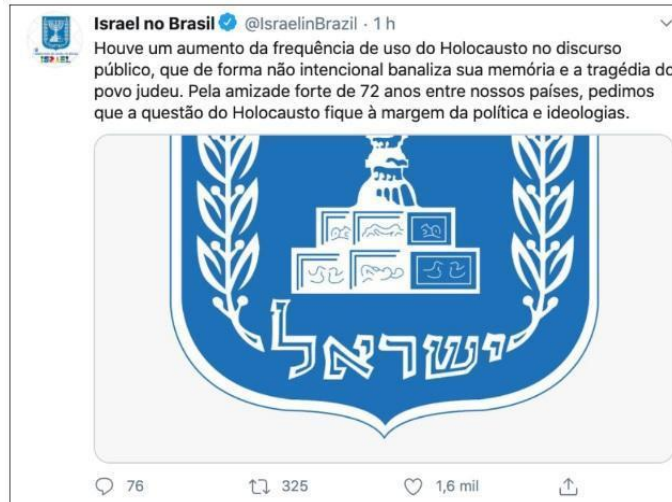 Israel no Brasil @IsraelinBrazil · 1 h
Houve um aumento da frequência de uso do Holocausto no discurso
público, que de forma não intencional banaliza sua memória e a tragédia do
povo judeu. Pela amizade forte de 72 anos entre nossos países, pedimos
que a questão do Holocausto fique à margem da política e ideologias.
ישראל
76 325 1,6 mil